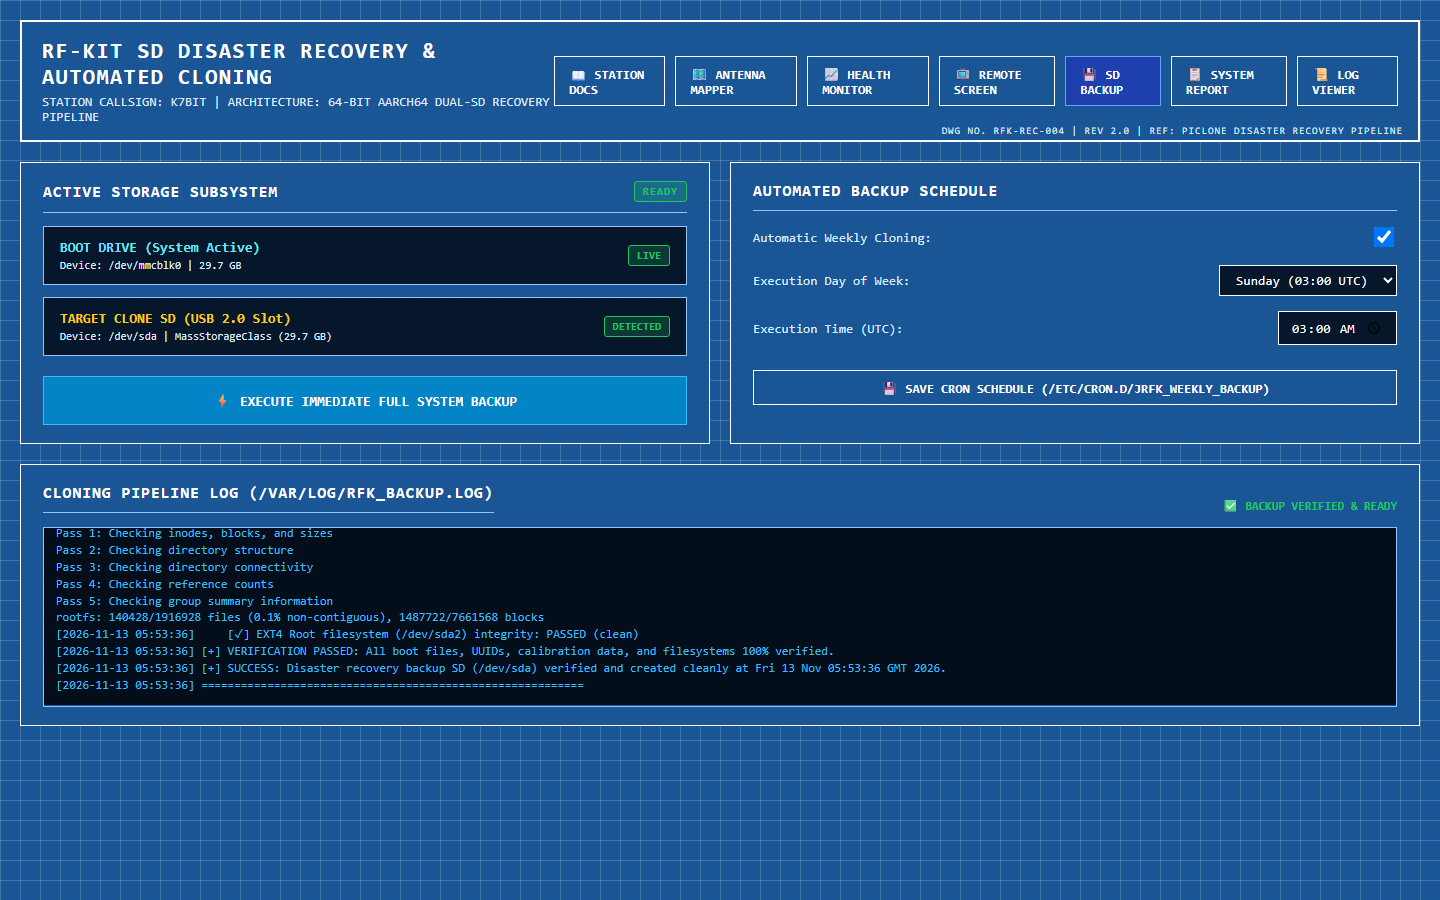 RF-KIT SD DISASTER RECOVERY &
AUTOMATED CLONING
STATION CALLSIGN: K7BIT | ARCHITECTURE: 64-BIT AARCH64 DUAL-SD RECOVERY
PIPELINE
STATION
DOCS
ANTENNA
MAPPER
HEALTH
MONITOR
REMOTE
SCREEN
SD
BACKUP
SYSTEM
REPORT
LOG
VIEWER
DWG NO. RFK-REC-004 | REV 2.0 | REF: PICLONE DISASTER RECOVERY PIPELINE
ACTIVE STORAGE SUBSYSTEM
READY
BOOT DRIVE (System Active)
Device: /dev/mmcblk0 | 29.7 GB
LIVE
TARGET CLONE SD (USB 2.0 Slot)
Device: /dev/sda | MassStorageClass (29.7 GB)
DETECTED
EXECUTE IMMEDIATE FULL SYSTEM BACKUP
AUTOMATED BACKUP SCHEDULE
Automatic Weekly Cloning:
Execution Day of Week:
Sunday (03:00 UTC)
Execution Time (UTC):
03:00 AM
SAVE CRON SCHEDULE (/ETC/CRON.D/JRFK_WEEKLY_BACKUP)
CLONING PIPELINE LOG (/VAR/LOG/RFK_BACKUP.LOG)
BACKUP VERIFIED & READY
Pass 1: Checking inodes, blocks, and sizes
Pass 2: Checking directory structure
Pass 3: Checking directory connectivity
Pass 4: Checking reference counts
Pass 5: Checking group summary information
rootfs: 140428/1916928 files (0.1% non-contiguous), 1487722/7661568 blocks
[2026-11-13 05:53:36]     [✓] EXT4 Root filesystem (/dev/sda2) integrity: PASSED (clean)
[2026-11-13 05:53:36] [+] VERIFICATION PASSED: All boot files, UUIDs, calibration data, and filesystems 100% verified.
[2026-11-13 05:53:36] [+] SUCCESS: Disaster recovery backup SD (/dev/sda) verified and created cleanly at Fri 13 Nov 05:53:36 GMT 2026.
[2026-11-13 05:53:36] ==========================================================